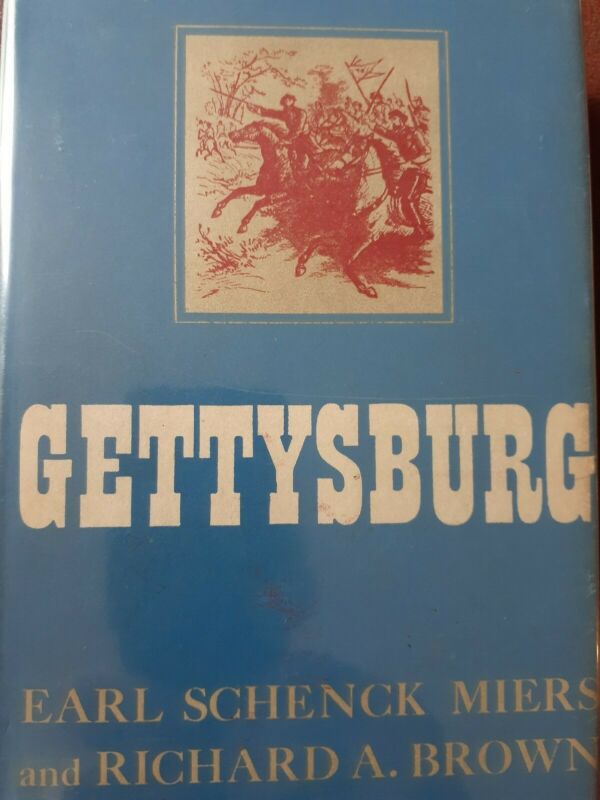 GETTYSBURG
EARL SCHENCK MIERS
and RICHARD A. BROWN